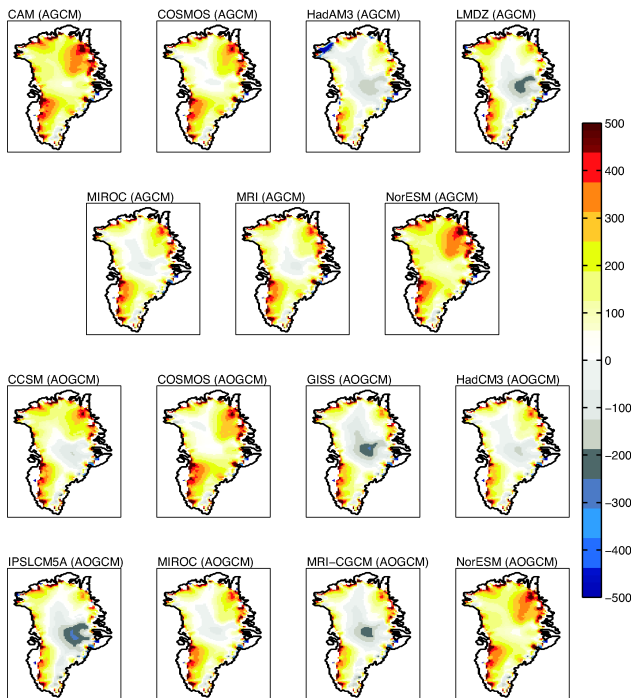 CAM (AGCM) COSMOS (AGCM) HadAM3 (AGCM) LMDZ (AGCM)
MIROC (AGCM) MRI (AGCM) NorESM (AGCM)
CCSM (AOGCM) COSMOS (AOGCM) GISS (AOGCM) HadCM3 (AOGCM)
IPSLCM5A (AOGCM) MIROC (AOGCM) MRI−CGCM (AOGCM) NorESM (AOGCM)
500
400
300
200
100
0
−100
−200
−300
−400
−500